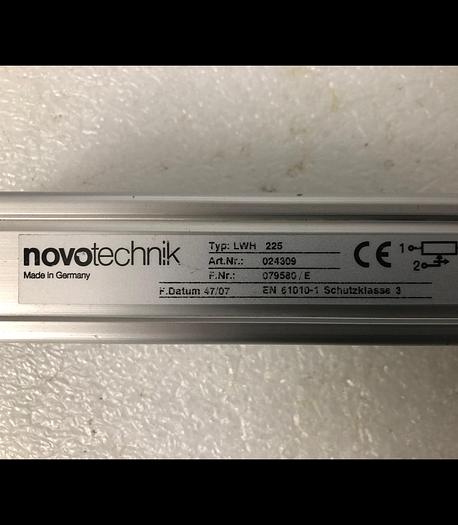 novotechnik
Made in Germany
Typ: LWH 225
Art.Nr.: 024309
F.Nr.: 079580/E
F.Datum 47/07 EN 61010-1 Schutzklasse 3
CE
1
2